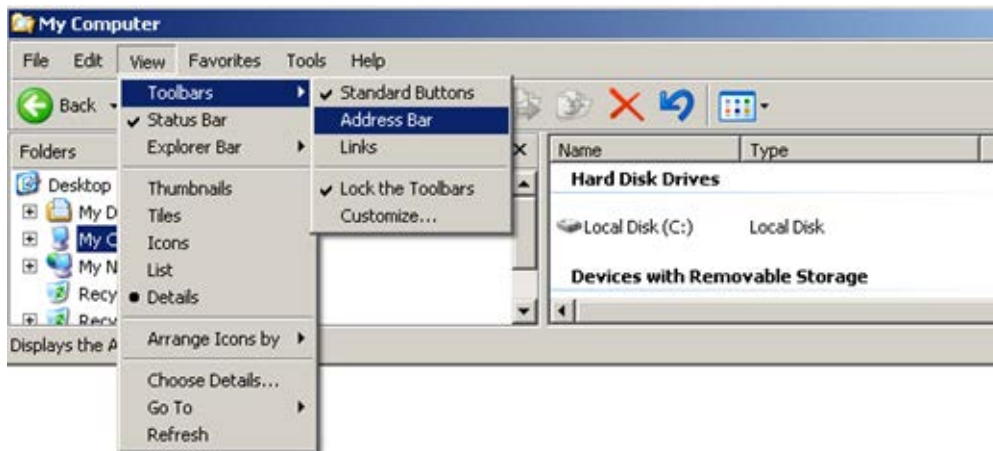 My Computer
File Edit View Favorites Tools Help
Back
Toolbars
Status Bar
Explorer Bar
Thumbnails
Tiles
Icons
List
Details
Arrange Icons by
Choose Details...
Go To
Refresh
Standard Buttons
Address Bar
Links
Lock the Toolbars
Customize...
Folders
Desktop
My D
My C
My N
Recy
Recy
Displays the A
Name Type
Hard Disk Drives
Local Disk (C:) Local Disk
Devices with Removable Storage